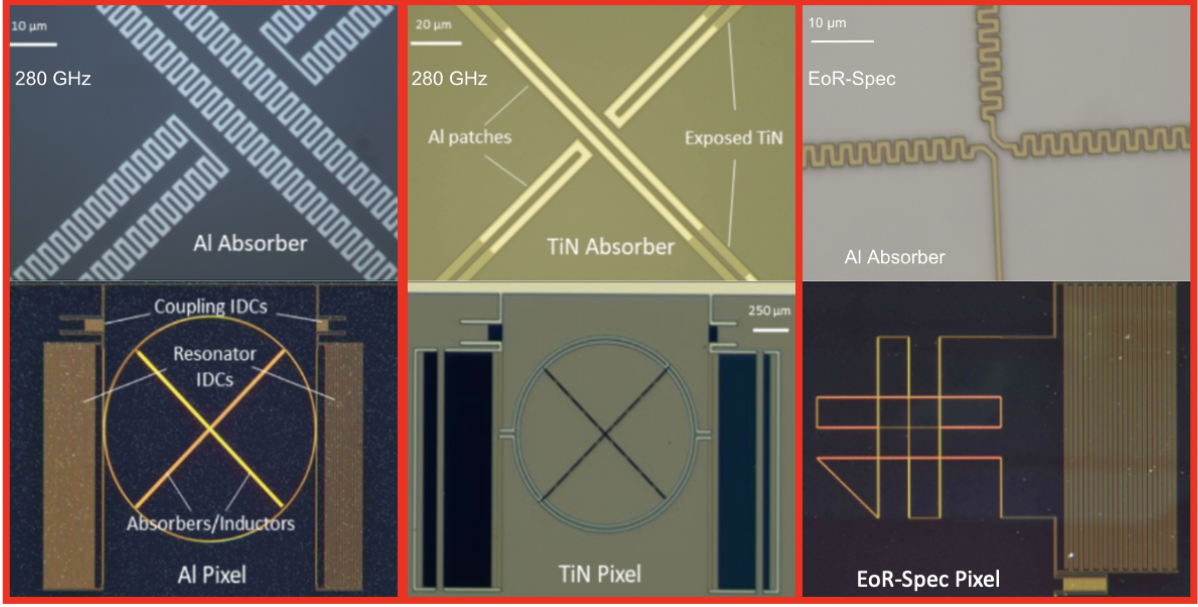 10 µm
280 GHz
Al Absorber
Coupling IDCs
Resonator
IDCs
Absorbers/Inductors
Al Pixel
20 µm
280 GHz
Al patches
Exposed TiN
TiN Absorber
250 µm
TiN Pixel
10 µm
EoR-Spec
Al Absorber
EoR-Spec Pixel